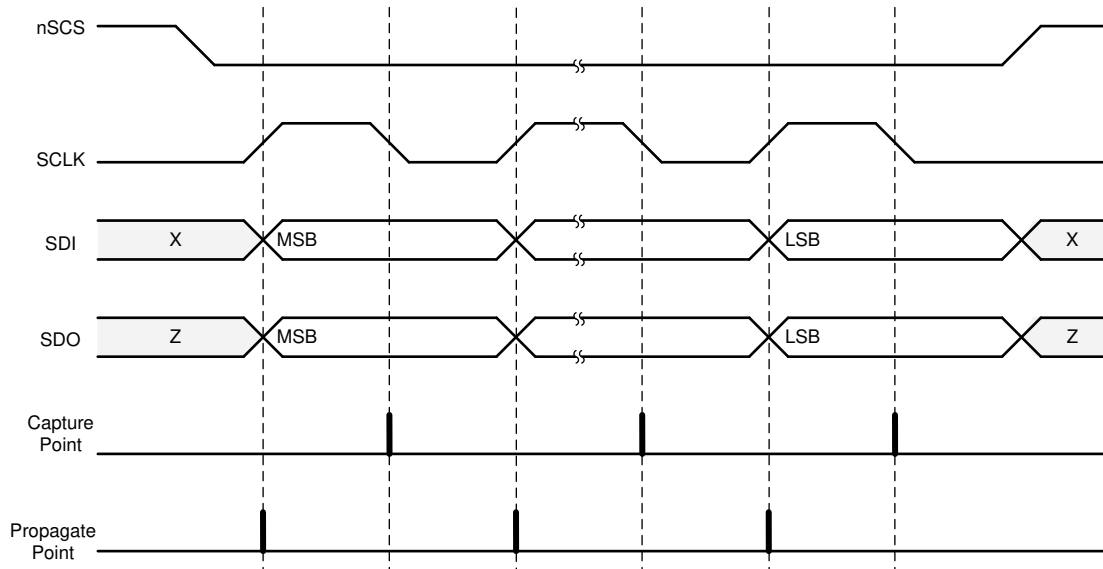 nSCS
SCLK
SDI
X
MSB
LSB
X
SDO
Z
MSB
LSB
Z
Capture
Point
Propagate
Point